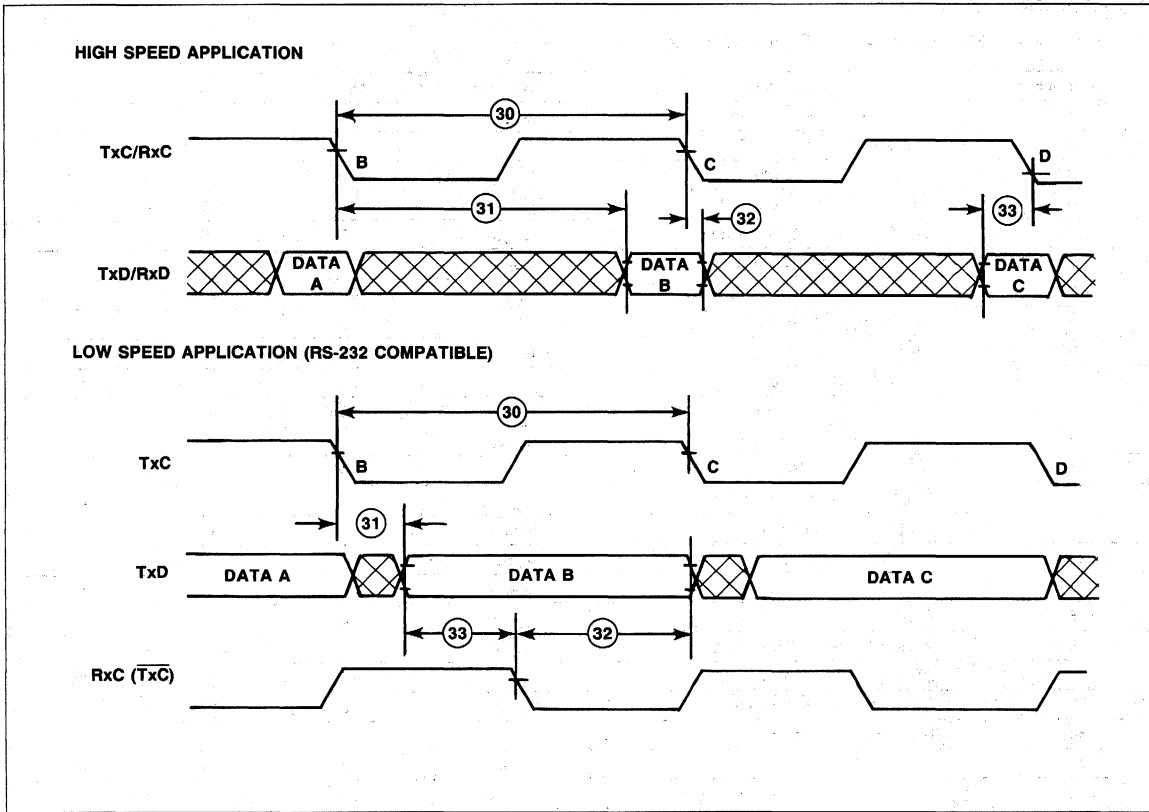 HIGH SPEED APPLICATION
30
TxC/RxC
B
C
D
31
32
33
TxD/RxD
DATA A
DATA B
DATA C
LOW SPEED APPLICATION (RS-232 COMPATIBLE)
30
TxC
B
C
D
31
TxD
DATA A
DATA B
DATA C
33
32
RxC (T̅x̅C̅)